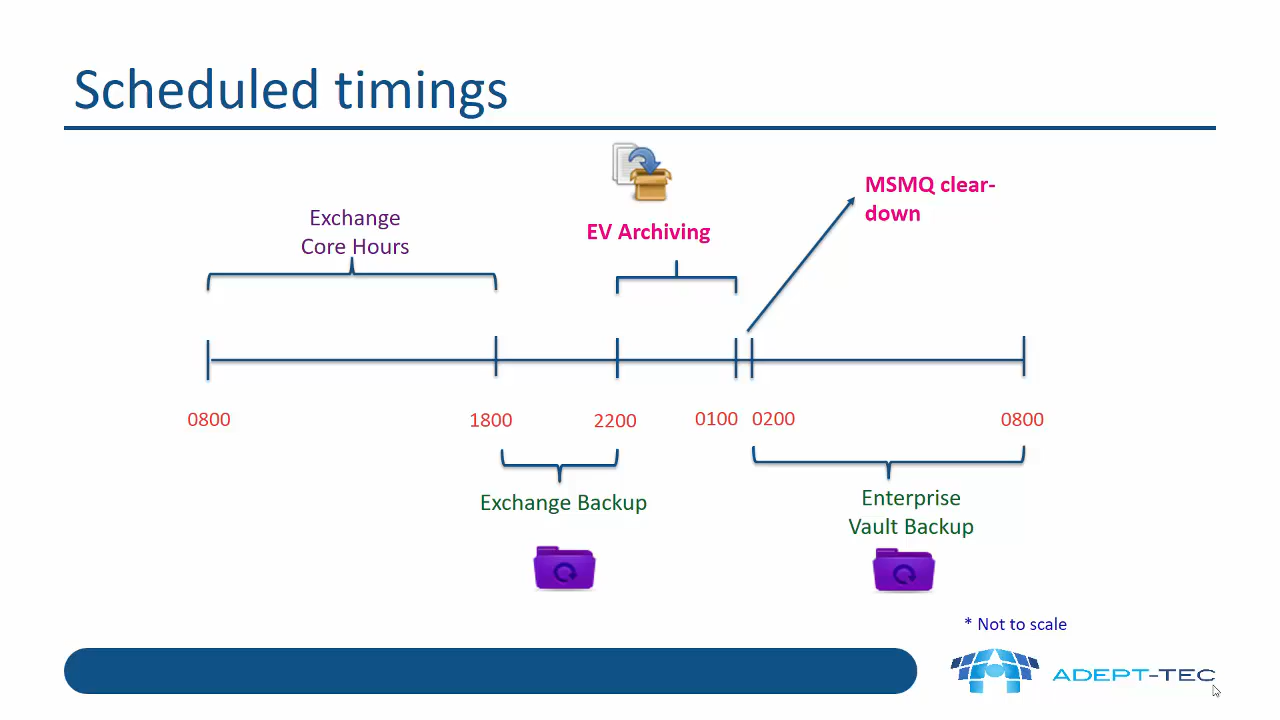 Scheduled timings
MSMQ clear-
down
Exchange
Core Hours
EV Archiving
0800
1800
2200
0100
0200
0800
Exchange Backup
Enterprise
Vault Backup
* Not to scale
ADEPT-TEC